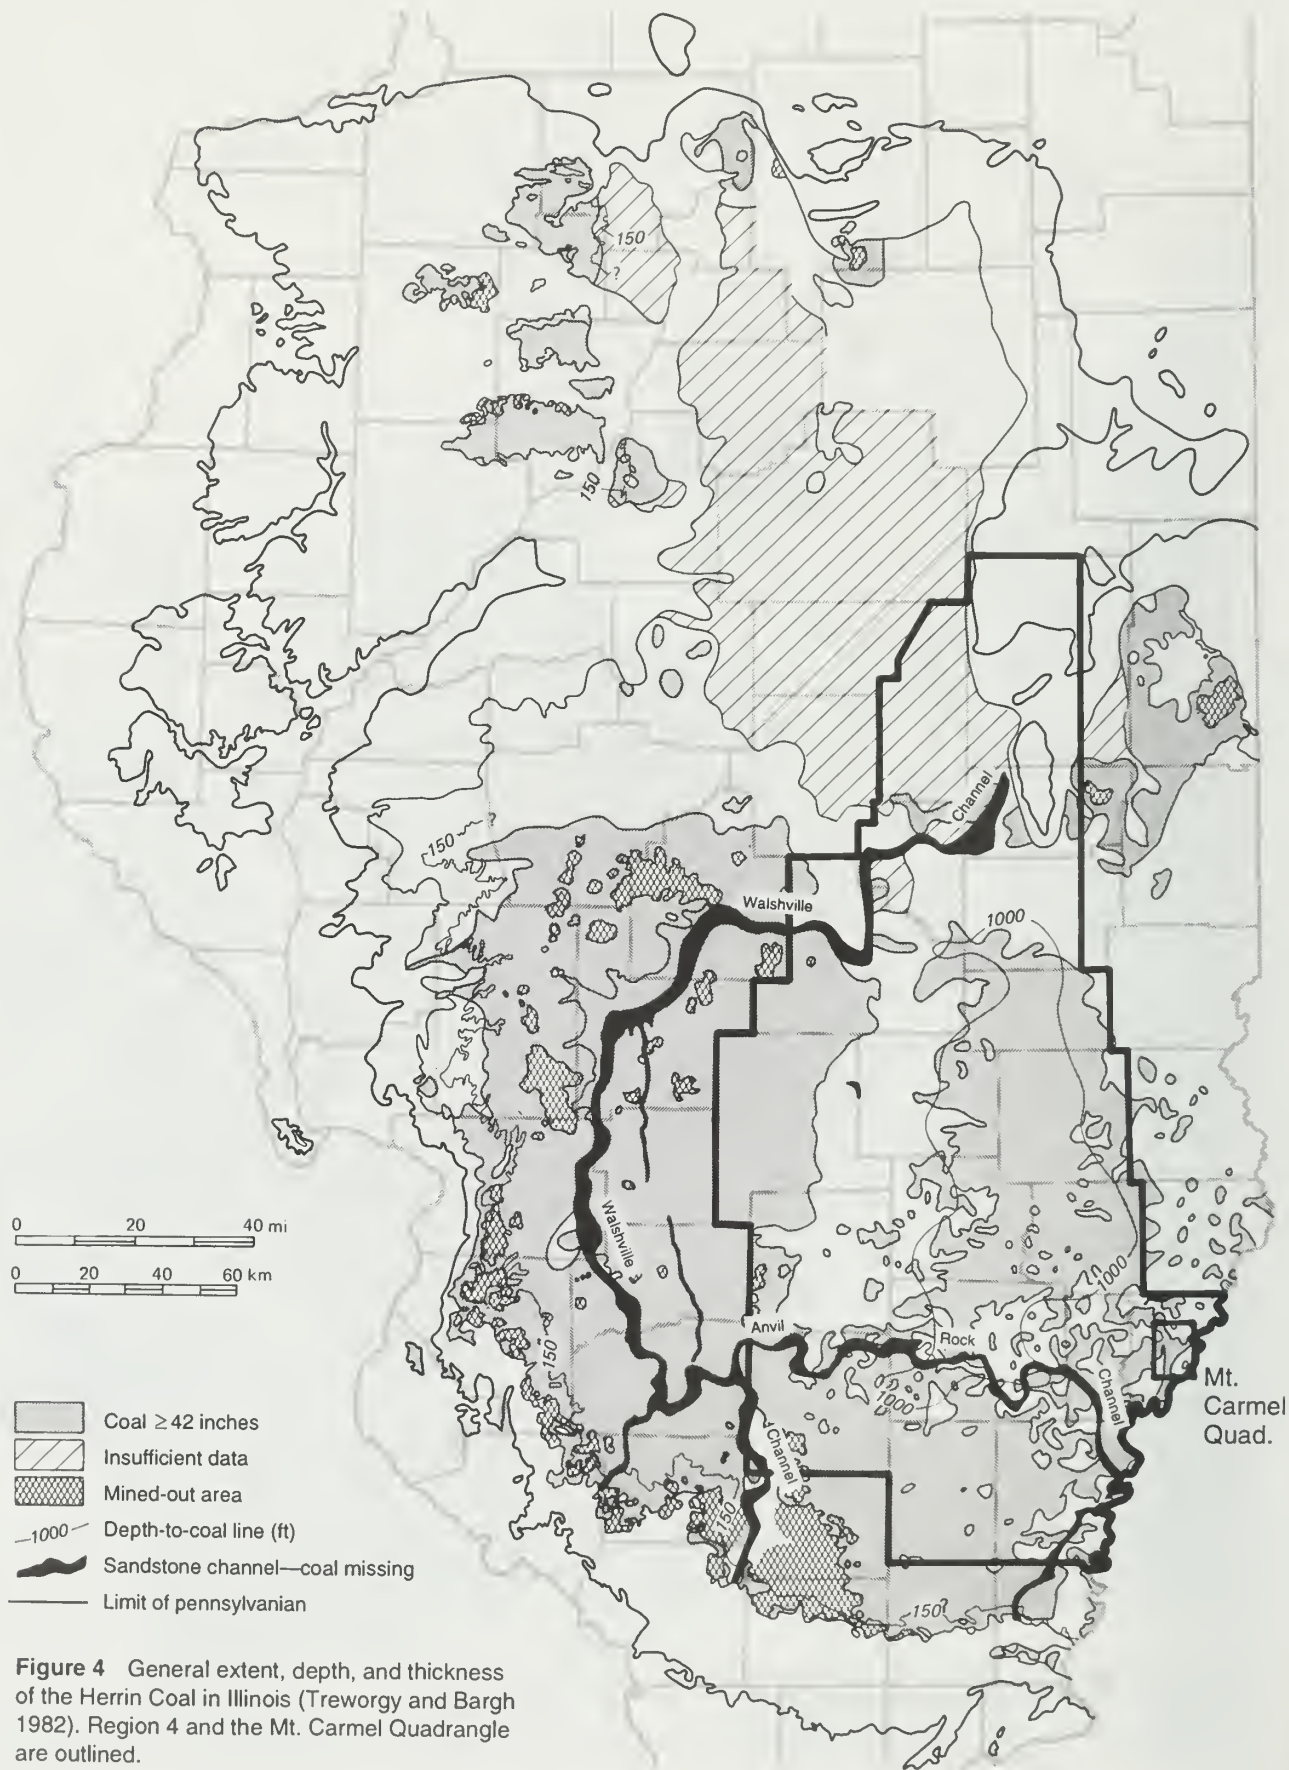 150
?
150
Channel
150
?
Walshville
1000
0 20 40 mi
0 20 40 60 km
Walshville
1000
Anvil
Rock
150
1000
Mt.
Carmel
Quad.
Channel
Channel
150
150?
Coal ≥ 42 inches
Insufficient data
Mined-out area
1000 Depth-to-coal line (ft)
Sandstone channel—coal missing
Limit of pennsylvanian
Figure 4 General extent, depth, and thickness
of the Herrin Coal in Illinois (Treworgy and Bargh
1982). Region 4 and the Mt. Carmel Quadrangle
are outlined.